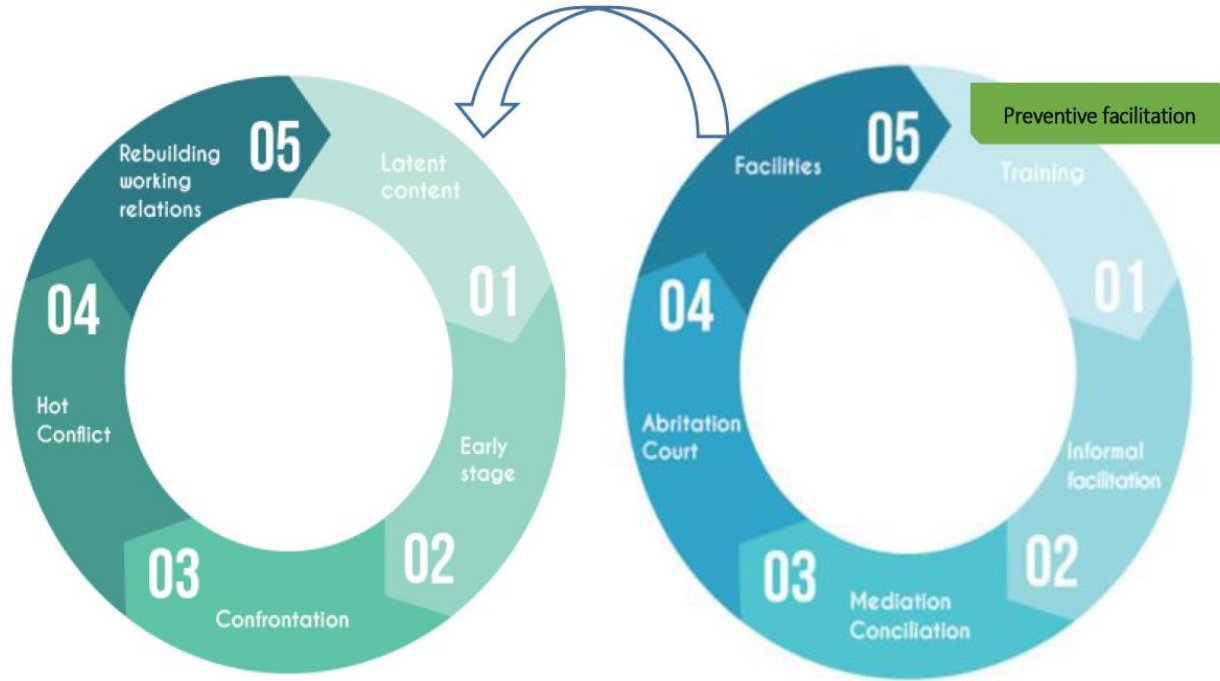 05
Rebuilding
working
relations
Latent
content
01
Early
stage
02
03
Confrontation
04
Hot
Conflict
Preventive facilitation
05
Facilities
Training
01
Informal
facilitation
02
03
Mediation
Conciliation
04
Abritation
Court